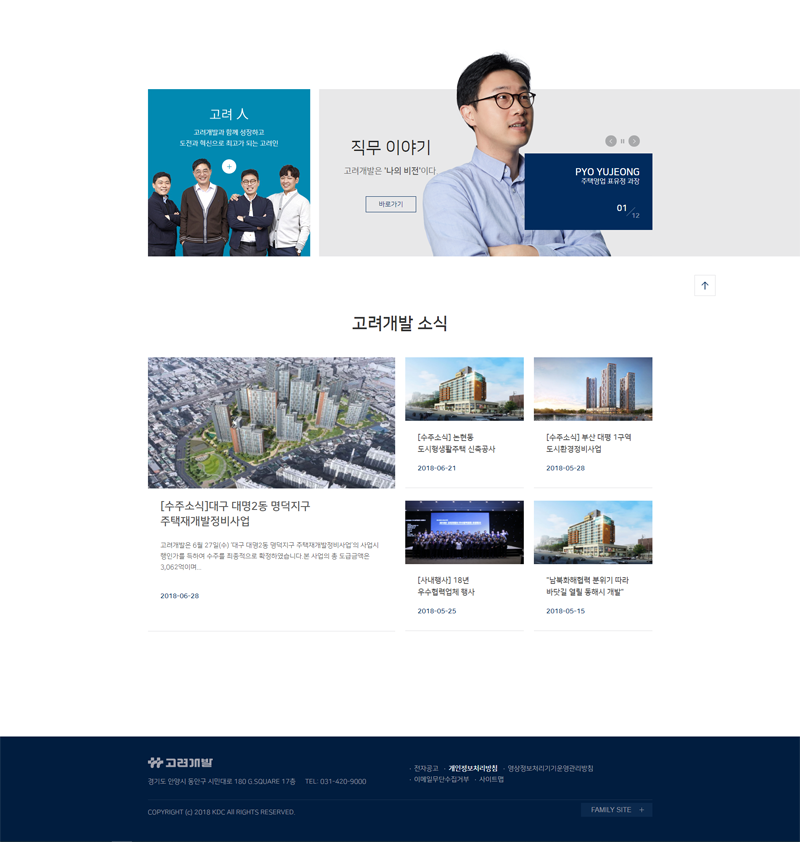 고려 人
고려개발과 함께 성장하고
도전과 혁신으로 최고가 되는 고려인
직무 이야기
고려개발은 '나의 비전'이다
바로가기
PYO YUJEONG
주택영업 표유정 과장
01
12
고려개발 소식
[수주소식]대구 대명2동 명덕지구
주택재개발정비사업
고려개발은 6월 27일(수) '대구 대명2동 명덕지구 주택재개발정비사업'의 사업시
행인가를 득하여 수주를 최종적으로 확정하였습니다.본 사업의 총 도급금액은
3,062억이며...
2018-06-28
[수주소식] 논현동
도시형생활주택 신축공사
2018-06-21
[수주소식] 부산 대평 1구역
도시환경정비사업
2018-05-28
[사내행사] 18년
우수협력업체 행사
2018-05-25
"남북화해협력 분위기 따라
바닷길 열릴 동해시 개발"
2018-05-15
고려개발
경기도 안양시 동안구 시민대로 180 G.SQUARE 17층 TEL: 031-420-9000
· 전자공고 · 개인정보처리방침 · 영상정보처리기기운영관리방침
· 이메일무단수집거부 · 사이트맵
COPYRIGHT (c) 2018 KDC All RIGHTS RESERVED.
FAMILY SITE +